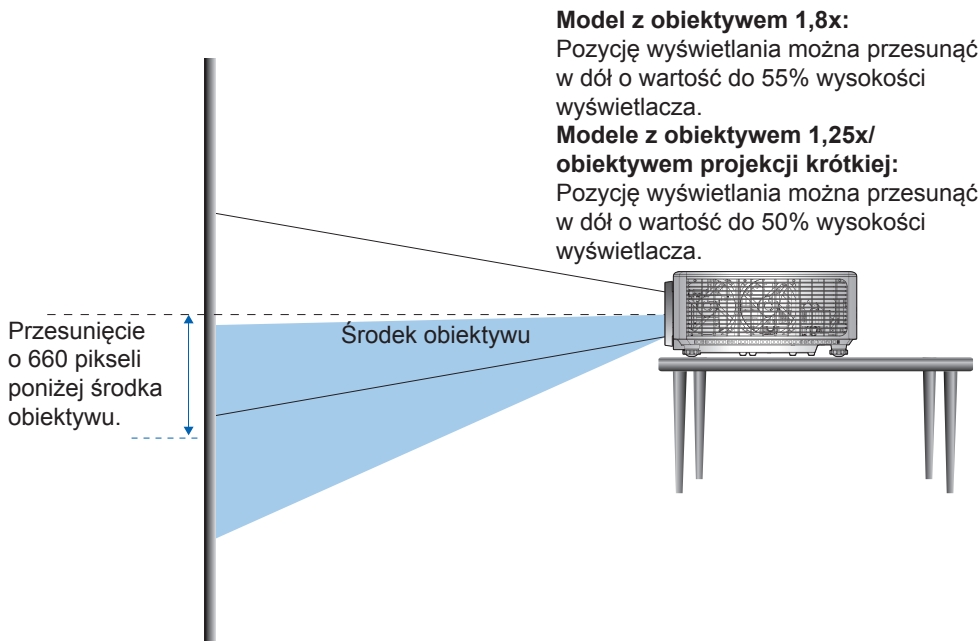 Model z obiektywem 1,8x:
Pozycję wyświetlania można przesunąć
w dół o wartość do 55% wysokości
wyświetlacza.
Modele z obiektywem 1,25x/
obiektywem projekcji krótkiej:
Pozycję wyświetlania można przesunąć
w dół o wartość do 50% wysokości
wyświetlacza.
Przesunięcie
o 660 pikseli
poniżej środka
obiektywu.
Środek obiektywu